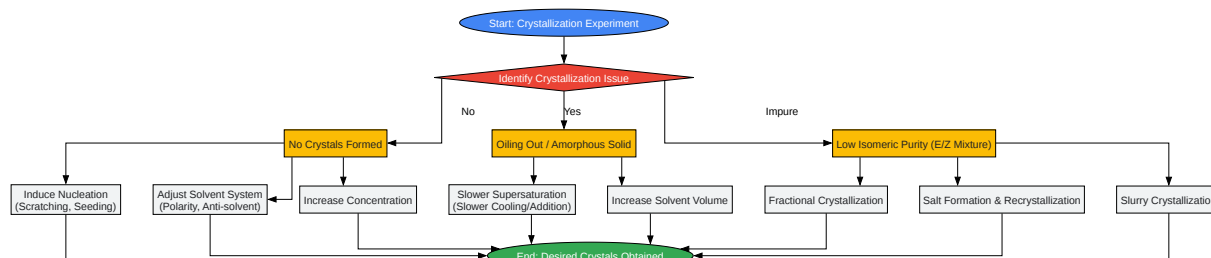 Start: Crystallization Experiment
Identify Crystallization Issue
No
Yes
Impure
No Crystals Formed
Oiling Out / Amorphous Solid
Low Isomeric Purity (E/Z Mixture)
Induce Nucleation
(Scratching, Seeding)
Adjust Solvent System
(Polarity, Anti-solvent)
Increase Concentration
Slower Supersaturation
(Slower Cooling/Addition)
Increase Solvent Volume
Fractional Crystallization
Salt Formation & Recrystallization
Slurry Crystallization
End: Desired Crystals Obtained